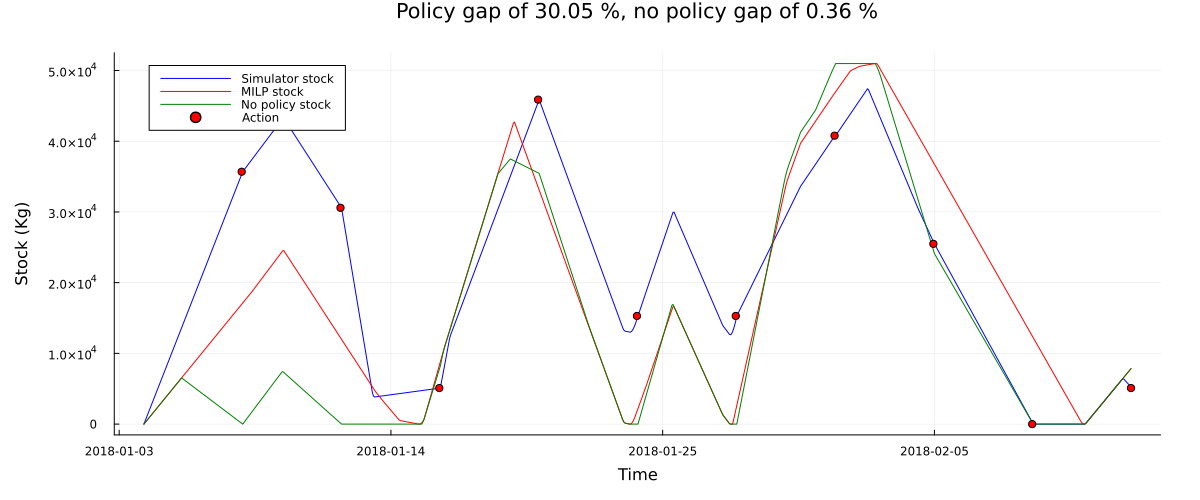 Policy gap of 30.05 %, no policy gap of 0.36 %
Simulator stock
MILP stock
No policy stock
Action
5.0×10⁴
4.0×10⁴
3.0×10⁴
2.0×10⁴
1.0×10⁴
0
Stock (Kg)
2018-01-03 2018-01-14 2018-01-25 2018-02-05
Time